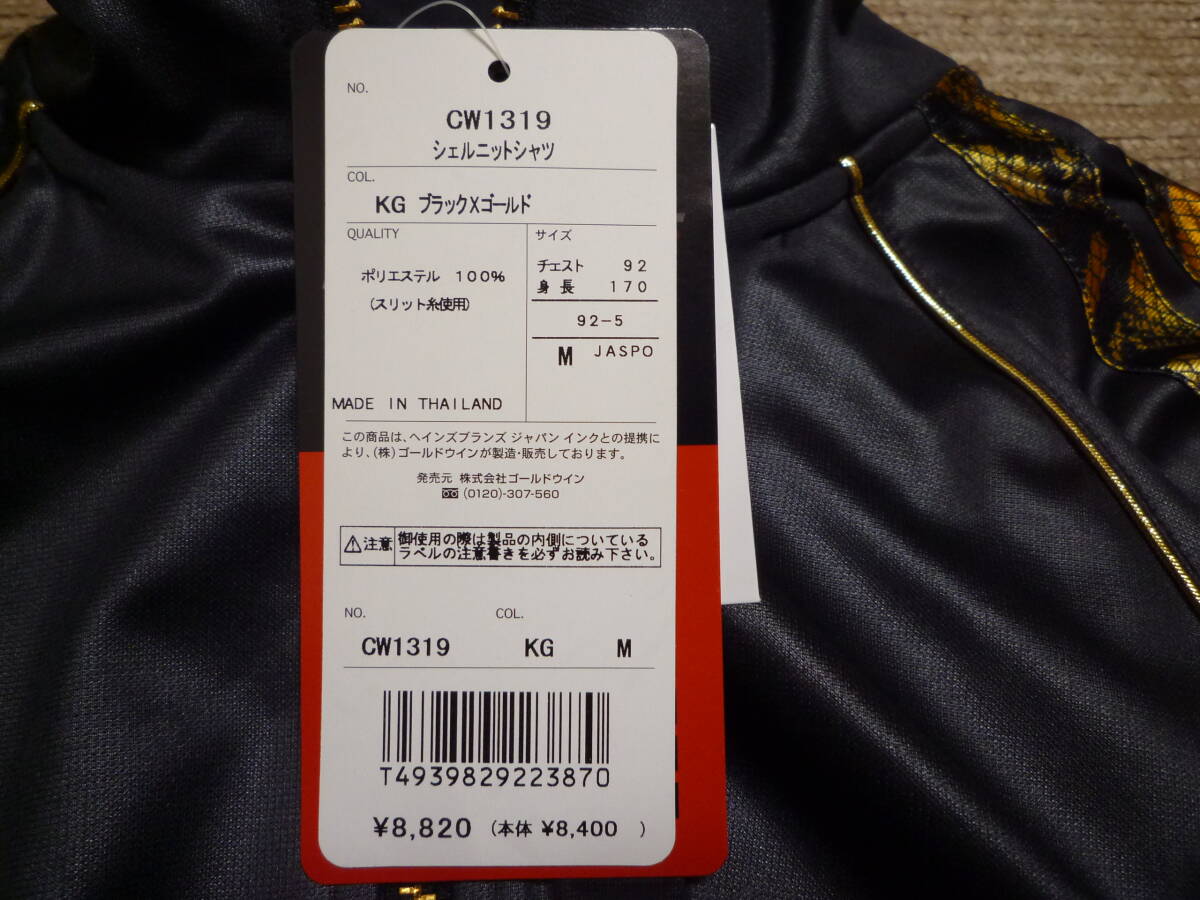 NO.
CW1319
シェルニットシャツ
COL.
KG ブラックXゴールド
QUALITY
ポリエステル 100%
(スリット糸使用)
サイズ
チェスト 92
身長 170
92-5
M JASPO
MADE IN THAILAND
この商品は、ヘインズブランズ ジャパン インクとの提携に
より、(株)ゴールドウインが製造・販売しております。
発売元 株式会社ゴールドウイン
(0120)-307-560
注意 御使用の際は製品の内側についている
ラベルの注意書きを必ずお読み下さい。
NO. COL.
CW1319 KG M
T4939829223870
¥8,820 (本体 ¥8,400 )